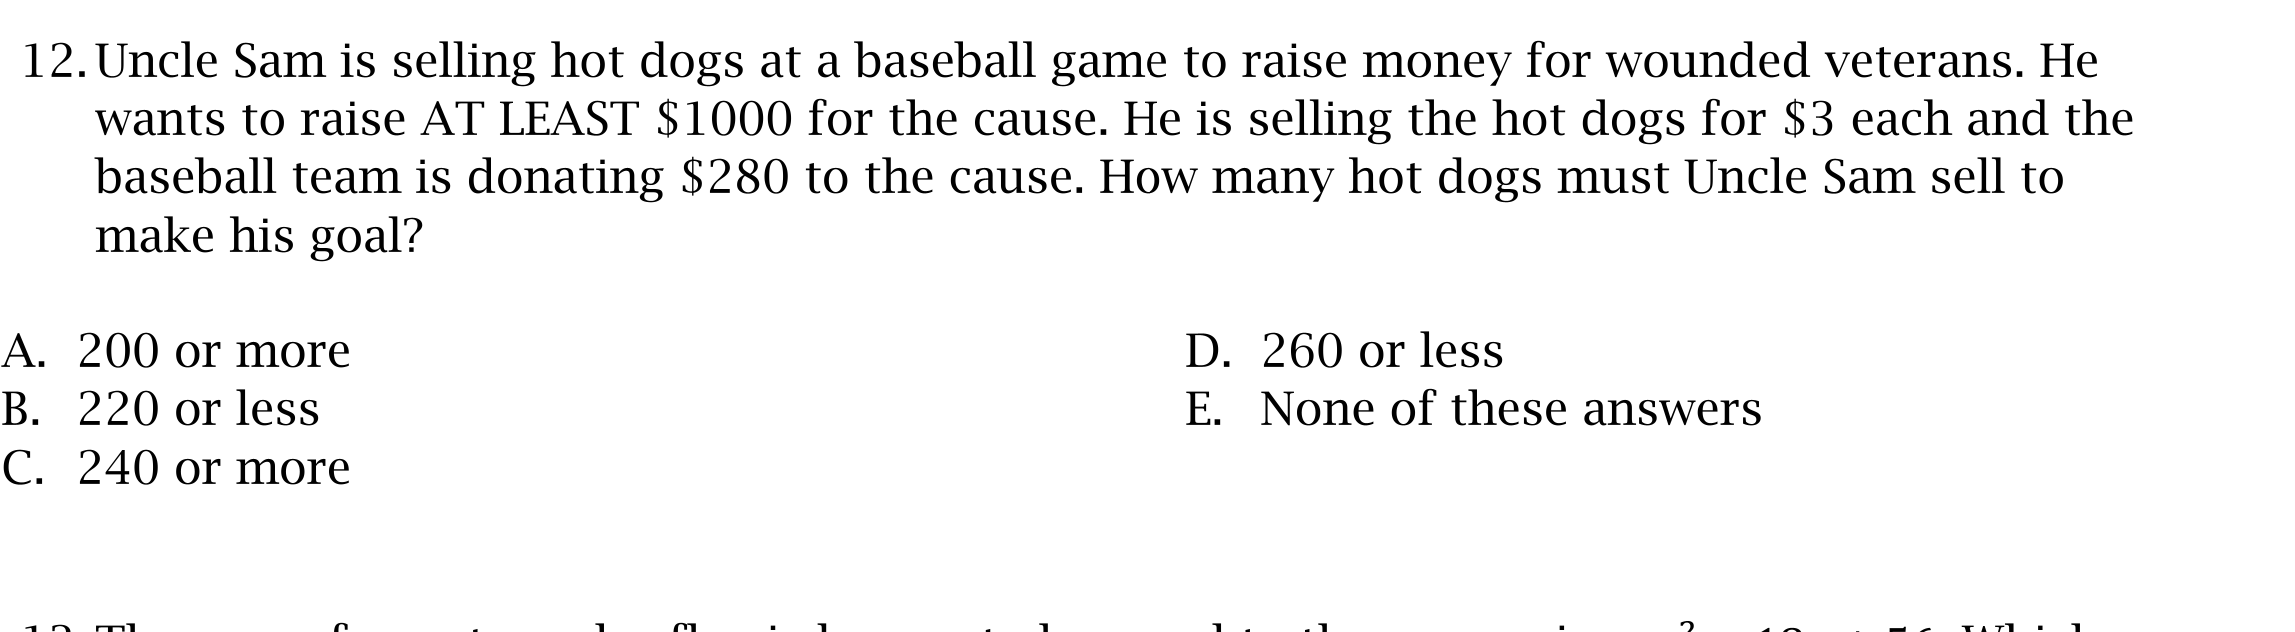 12. Uncle Sam is selling hot dogs at a baseball game to raise money for wounded veterans. He
wants to raise AT LEAST $1000 for the cause. He is selling the hot dogs for $3 each and the
baseball team is donating $280 to the cause. How many hot dogs must Uncle Sam sell to
make his goal?
A. 200 or more
B. 220 or less
C. 240 or more
D. 260 or less
E. None of these answers